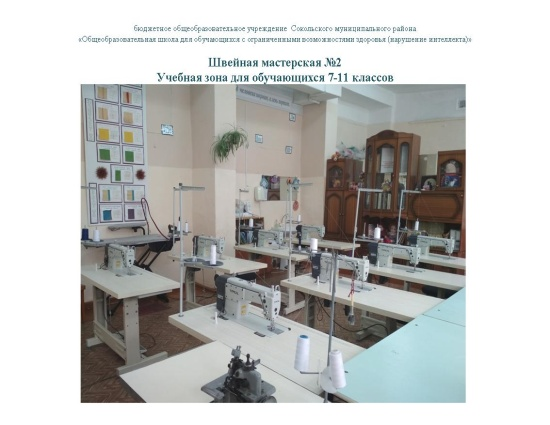 бюджетное общеобразовательное учреждение Сокольского муниципального района
«Общеобразовательная школа для обучающихся с ограниченными возможностями здоровья (нарушение интеллекта)»
Швейная мастерская №2
Учебная зона для обучающихся 7-11 классов